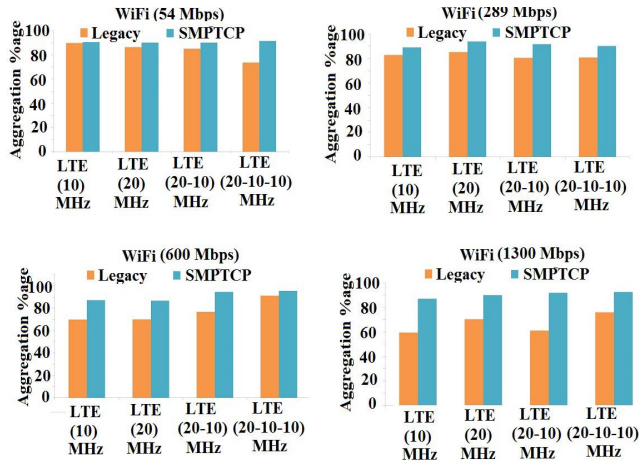 WiFi (54 Mbps)
Legacy SMPTCP
Aggregation %age
100
80
60
40
20
0
LTE LTE LTE LTE
(10) (20) (20-10) (20-10-10)
MHz MHz MHz MHz
WiFi (289 Mbps)
Legacy SMPTCP
Aggregation %age
100
80
60
40
20
0
LTE LTE LTE LTE
(10) (20) (20-10) (20-10-10)
MHz MHz MHz MHz
WiFi (600 Mbps)
Legacy SMPTCP
Aggregation %age
100
80
60
40
20
0
LTE LTE LTE LTE
(10) (20) (20-10) (20-10-10)
MHz MHz MHz MHz
WiFi (1300 Mbps)
Legacy SMPTCP
Aggregation %age
100
80
60
40
20
0
LTE LTE LTE LTE
(10) (20) (20-10) (20-10-10)
MHz MHz MHz MHz